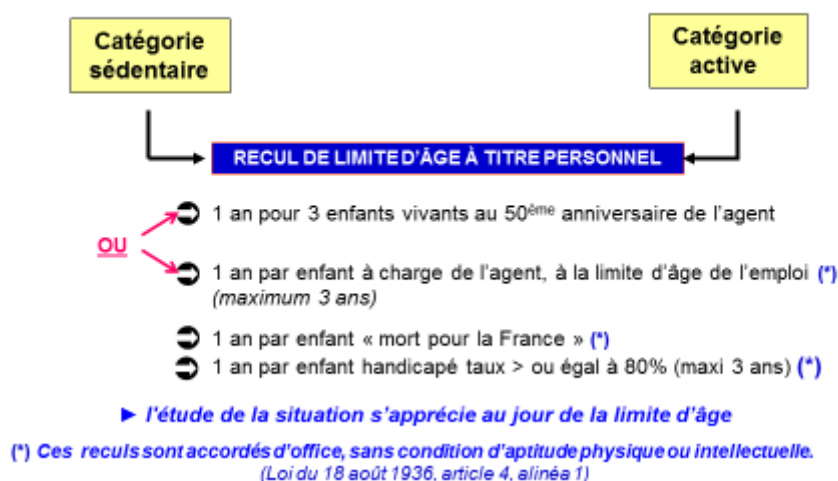 Catégorie
sédentaire
Catégorie
active
RECUL DE LIMITE D'ÂGE À TITRE PERSONNEL
1 an pour 3 enfants vivants au 50ème anniversaire de l'agent
OU
1 an par enfant à charge de l'agent, à la limite d'âge de l'emploi (*)
(maximum 3 ans)
1 an par enfant « mort pour la France » (*)
1 an par enfant handicapé taux > ou égal à 80% (maxi 3 ans) (*)
► l'étude de la situation s'apprécie au jour de la limite d'âge
(*) Ces reculs sont accordés d'office, sans condition d'aptitude physique ou intellectuelle.
(Loi du 18 août 1936, article 4, alinéa 1)